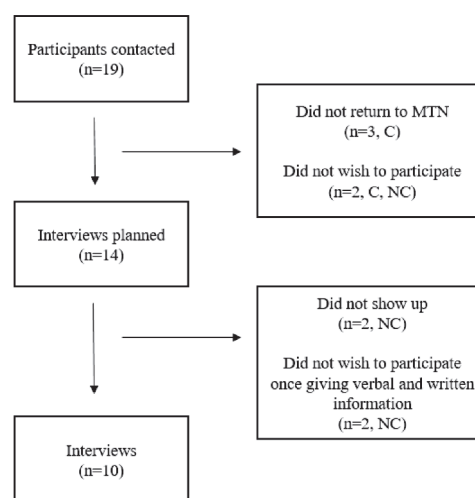 Participants contacted
(n=19)
Did not return to MTN
(n=3, C)
Did not wish to participate
(n=2, C, NC)
Interviews planned
(n=14)
Did not show up
(n=2, NC)
Did not wish to participate
once giving verbal and written
information
(n=2, NC)
Interviews
(n=10)